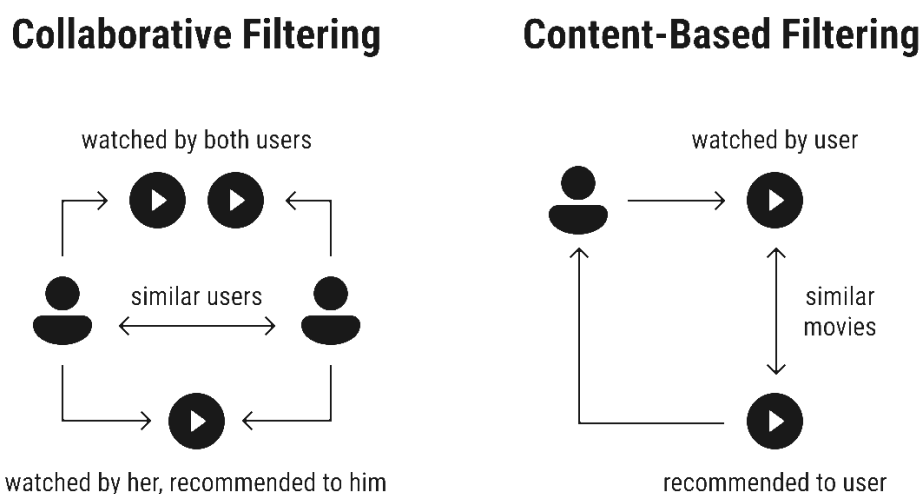 Collaborative Filtering
watched by both users
similar users
watched by her, recommended to him
Content-Based Filtering
watched by user
similar
movies
recommended to user